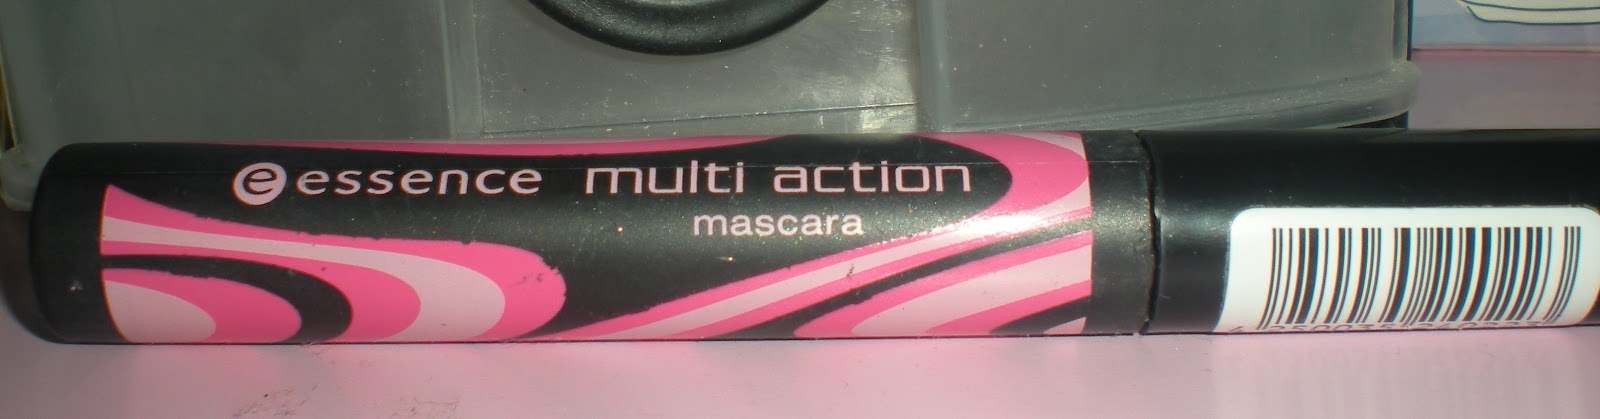 e essence multi action
mascara